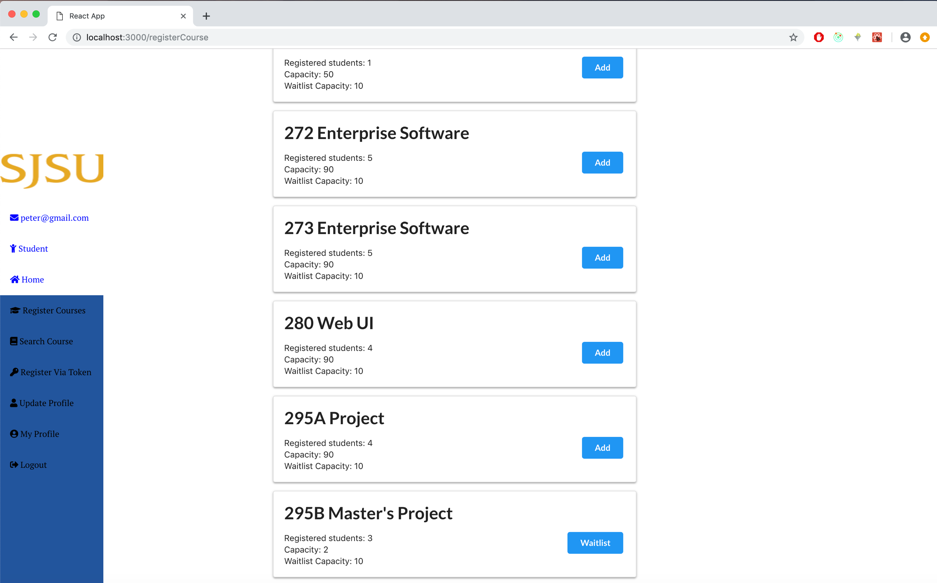 React App
localhost:3000/registerCourse
SJSU
peter@gmail.com
Student
Home
Register Courses
Search Course
Register Via Token
Update Profile
My Profile
Logout
Registered students: 1
Capacity: 50
Waitlist Capacity: 10
Add
272 Enterprise Software
Registered students: 5
Capacity: 90
Waitlist Capacity: 10
Add
273 Enterprise Software
Registered students: 5
Capacity: 90
Waitlist Capacity: 10
Add
280 Web UI
Registered students: 4
Capacity: 90
Waitlist Capacity: 10
Add
295A Project
Registered students: 4
Capacity: 90
Waitlist Capacity: 10
Add
295B Master's Project
Registered students: 3
Capacity: 2
Waitlist Capacity: 10
Waitlist